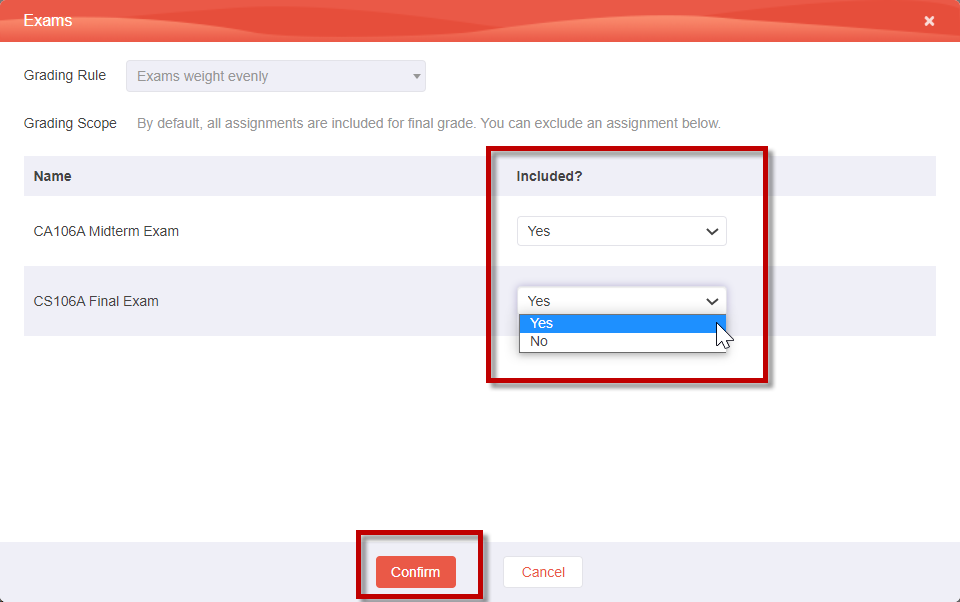 Exams
Grading Rule Exams weight evenly
Grading Scope By default, all assignments are included for final grade. You can exclude an assignment below.
Name Included?
CA106A Midterm Exam Yes
CS106A Final Exam Yes
Yes
No
Confirm Cancel